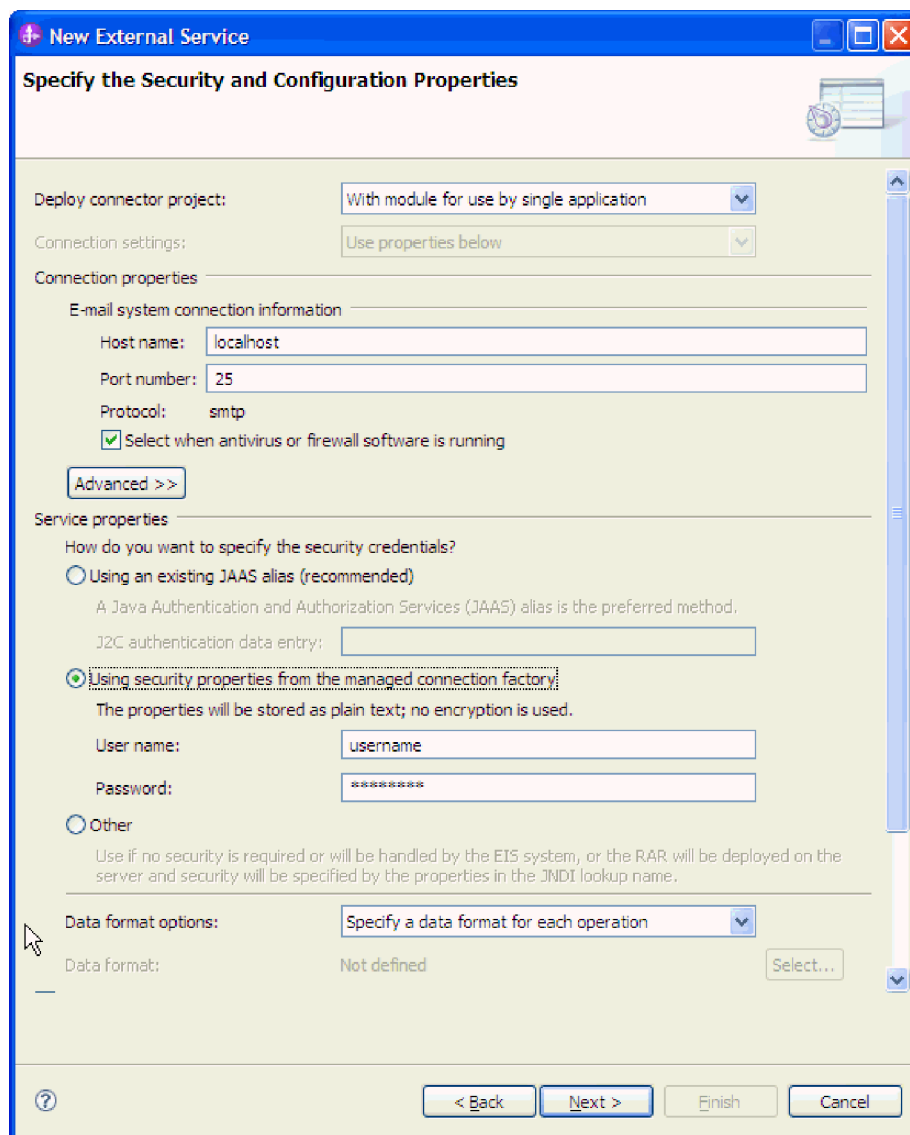 New External Service
Specify the Security and Configuration Properties
Deploy connector project: With module for use by single application
Connection settings: Use properties below
Connection properties
E-mail system connection information
Host name: localhost
Port number: 25
Protocol: smtp
Select when antivirus or firewall software is running
Advanced >>
Service properties
How do you want to specify the security credentials?
Using an existing JAAS alias (recommended)
A Java Authentication and Authorization Services (JAAS) alias is the preferred method.
J2C authentication data entry:
Using security properties from the managed connection factory
The properties will be stored as plain text; no encryption is used.
User name: username
Password: ********
Other
Use if no security is required or will be handled by the EIS system, or the RAR will be deployed on the
server and security will be specified by the properties in the JNDI lookup name.
Data format options: Specify a data format for each operation
Data format: Not defined Select...
? < Back Next > Finish Cancel